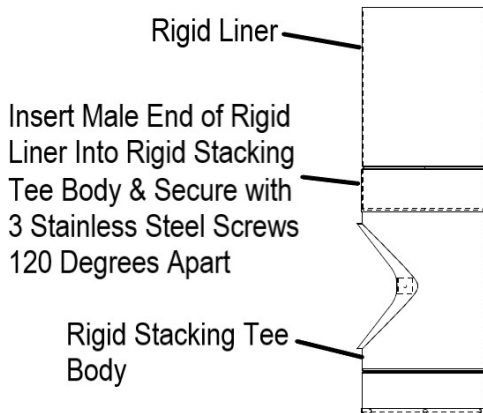 Rigid Liner
Insert Male End of Rigid
Liner Into Rigid Stacking
Tee Body & Secure with
3 Stainless Steel Screws
120 Degrees Apart
Rigid Stacking Tee
Body